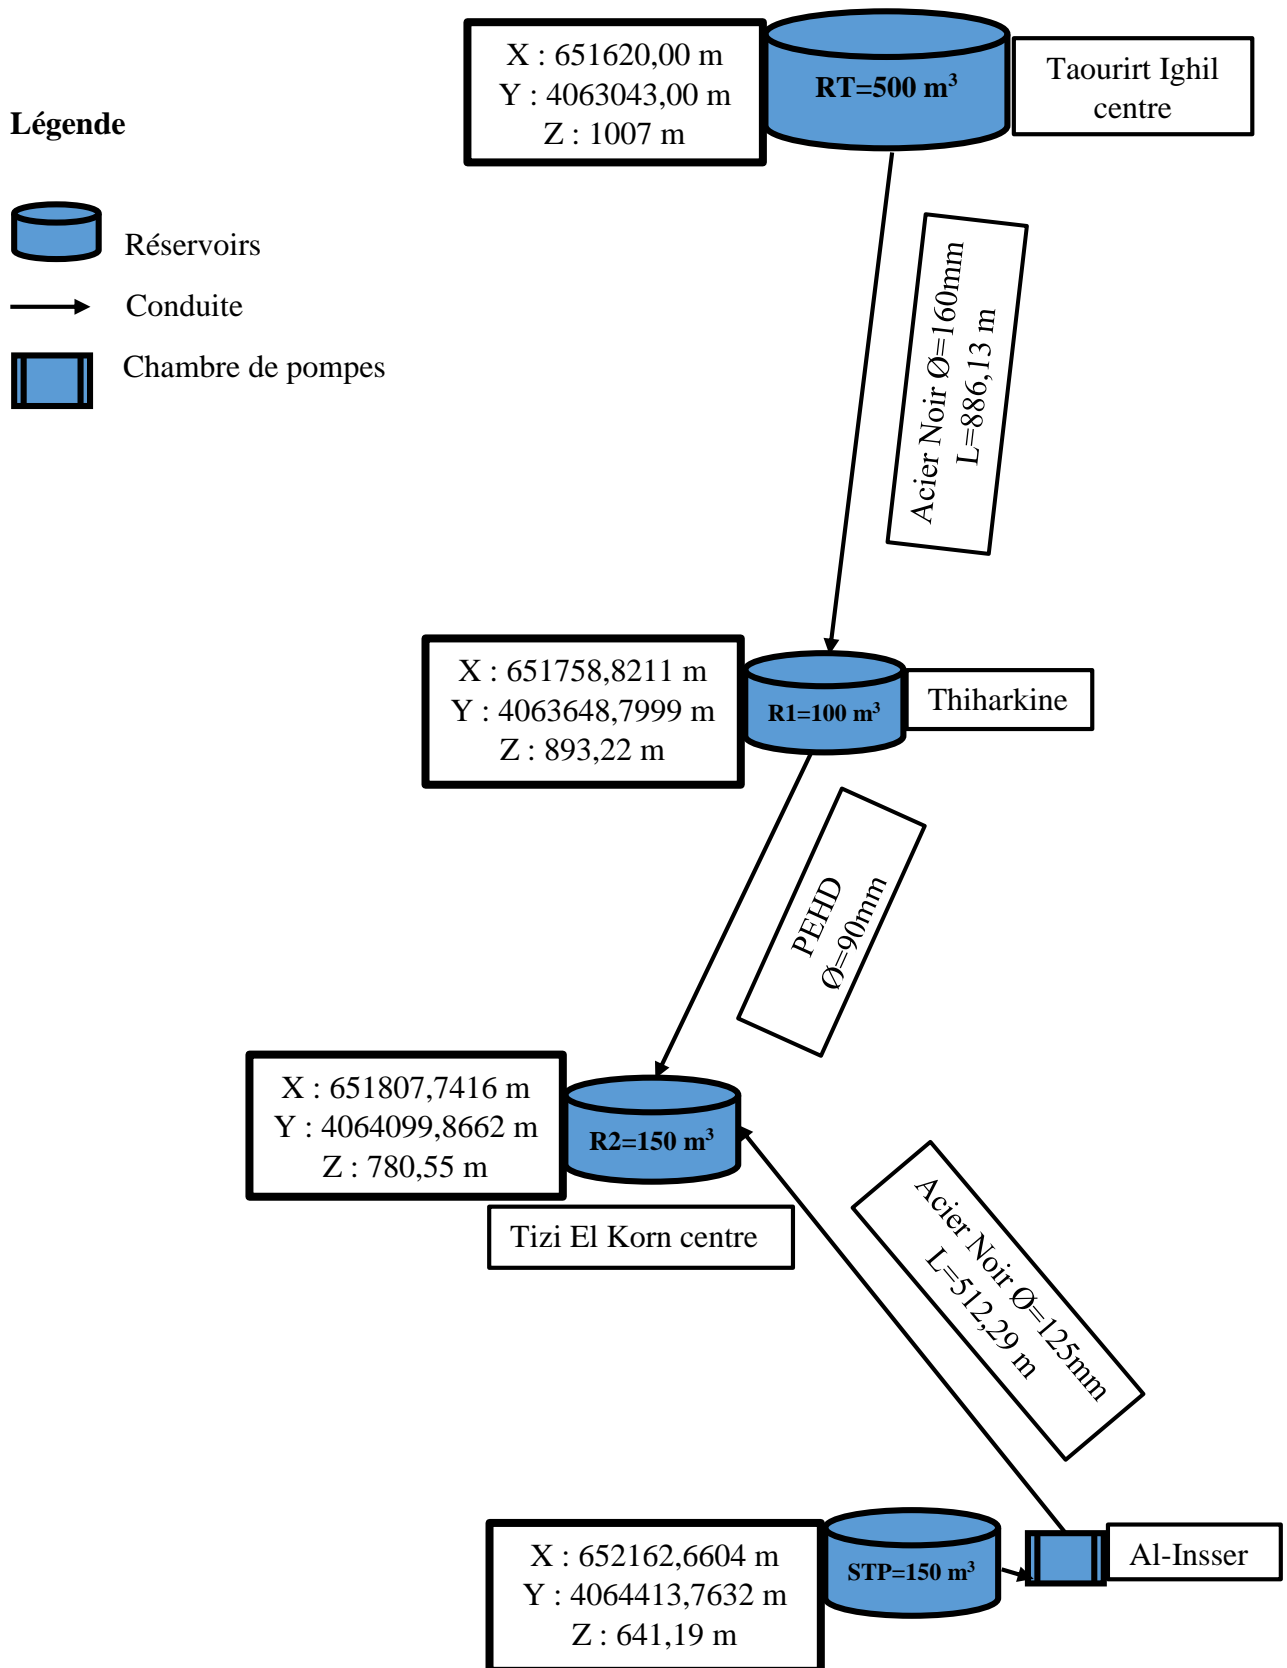 X : 651620,00 m
Y : 4063043,00 m
Z : 1007 m
RT=500 m³
Taourirt Ighil
centre
Légende
Réservoirs
Conduite
Chambre de pompes
Acier Noir Ø=160mm
L=886,13 m
X : 651758,8211 m
Y : 4063648,7999 m
Z : 893,22 m
R1=100 m³
Thiharkine
PEHD
Ø=90mm
X : 651807,7416 m
Y : 4064099,8662 m
Z : 780,55 m
R2=150 m³
Tizi El Korn centre
Acier Noir Ø=125mm
L=512,29 m
X : 652162,6604 m
Y : 4064413,7632 m
Z : 641,19 m
STP=150 m³
Al-Insser